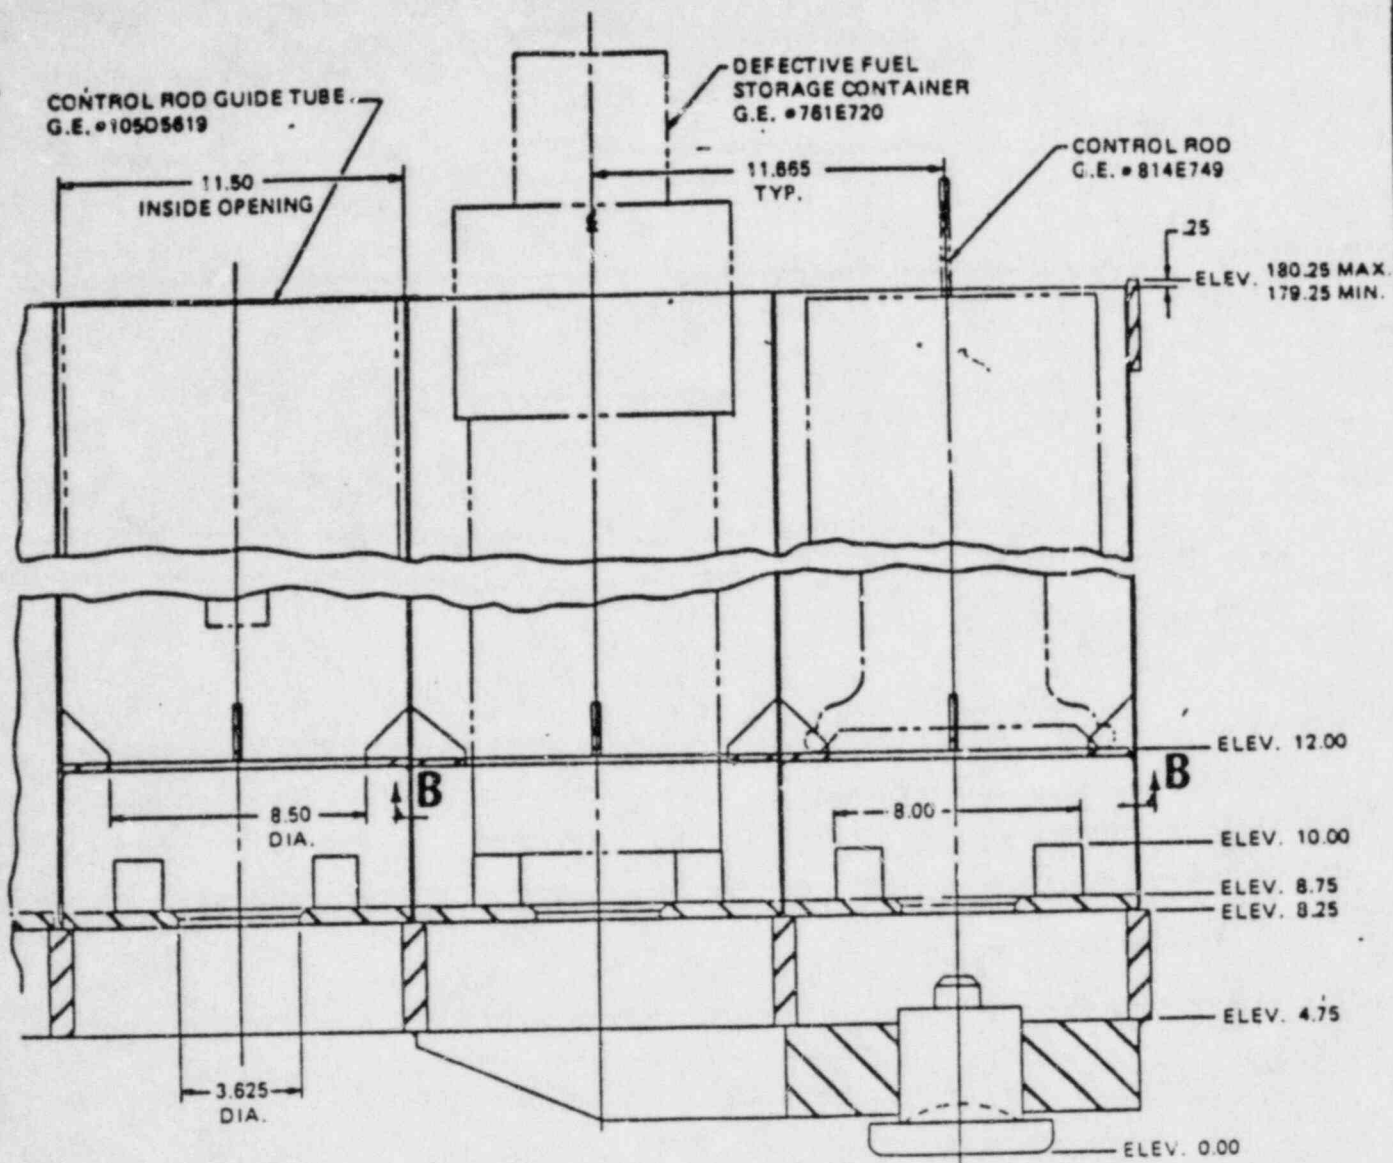 DEFECTIVE FUEL
STORAGE CONTAINER
G.E. #761E720
CONTROL ROD GUIDE TUBE
G.E. #105D5619
CONTROL ROD
G.E. #814E749
11.50
INSIDE OPENING
11.665
TYP.
.25
ELEV. 180.25 MAX.
179.25 MIN.
ELEV. 12.00
B
B
8.50
DIA.
8.00
ELEV. 10.00
ELEV. 8.75
ELEV. 8.25
ELEV. 4.75
3.625
DIA.
ELEV. 0.00